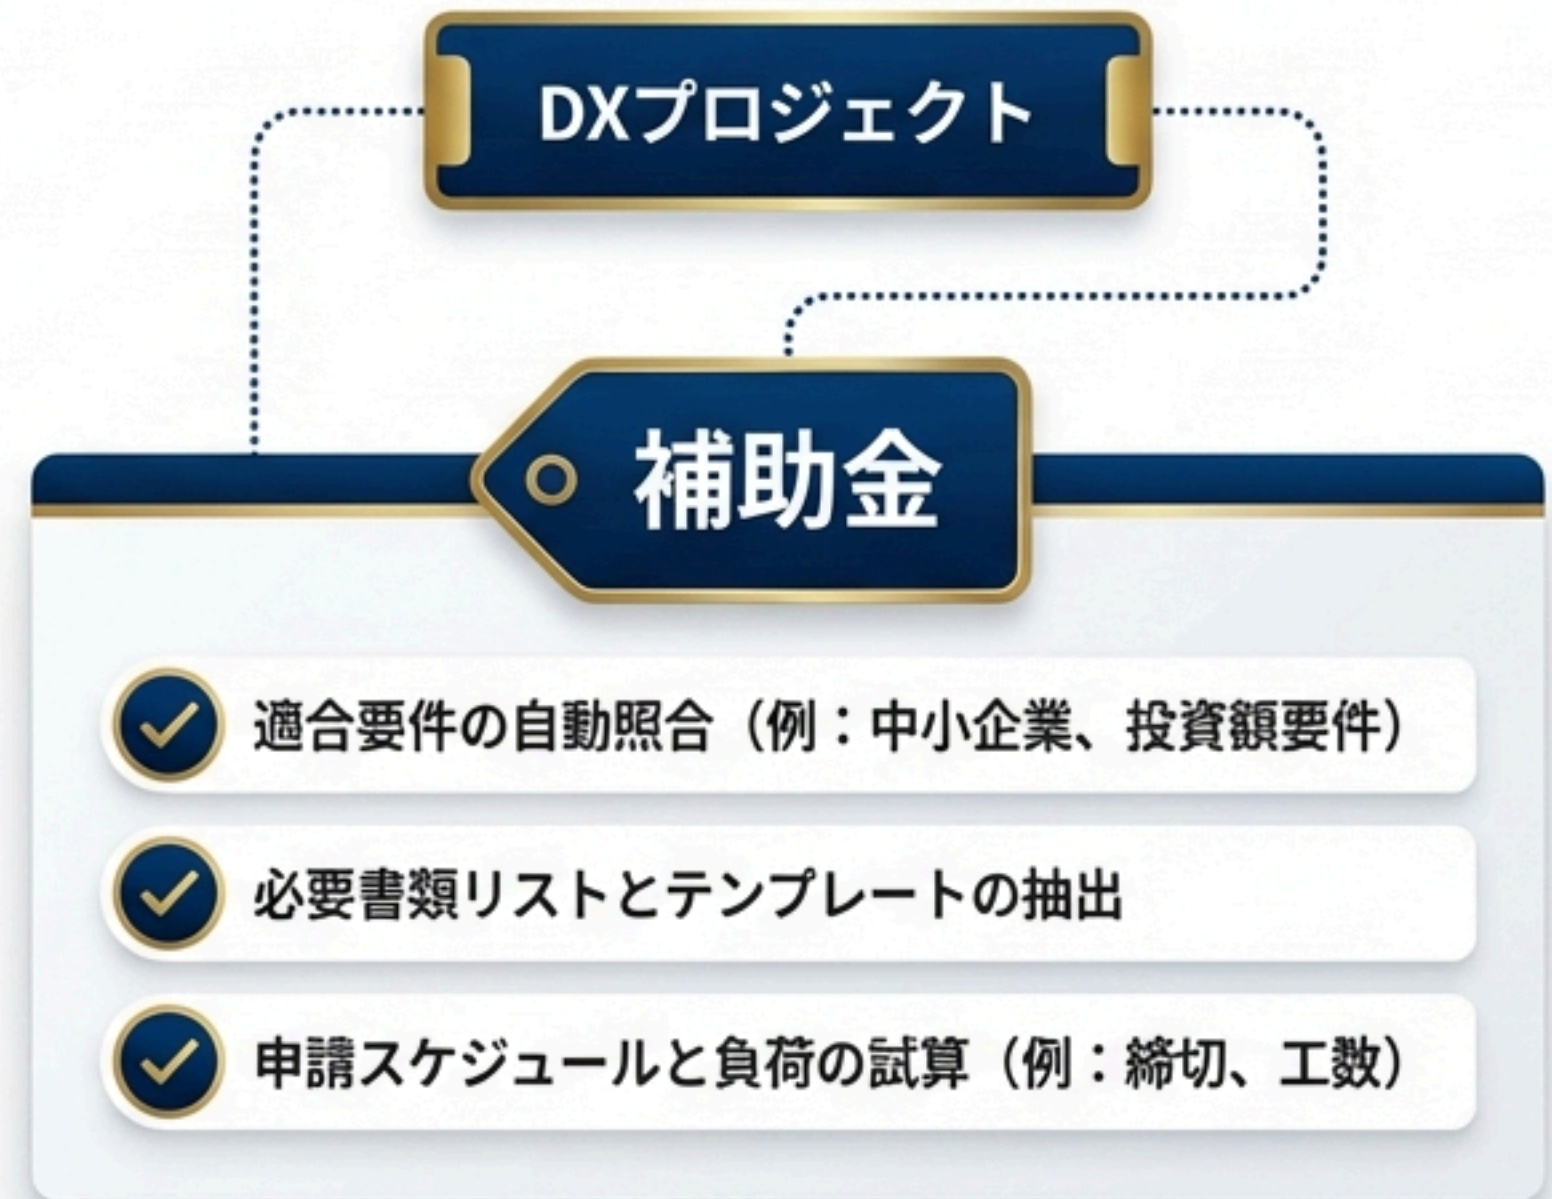 DXプロジェクト
補助金
適合要件の自動照合（例：中小企業、投資額要件）
必要書類リストとテンプレートの抽出
申請スケジュールと負荷の試算（例：締切、工数）